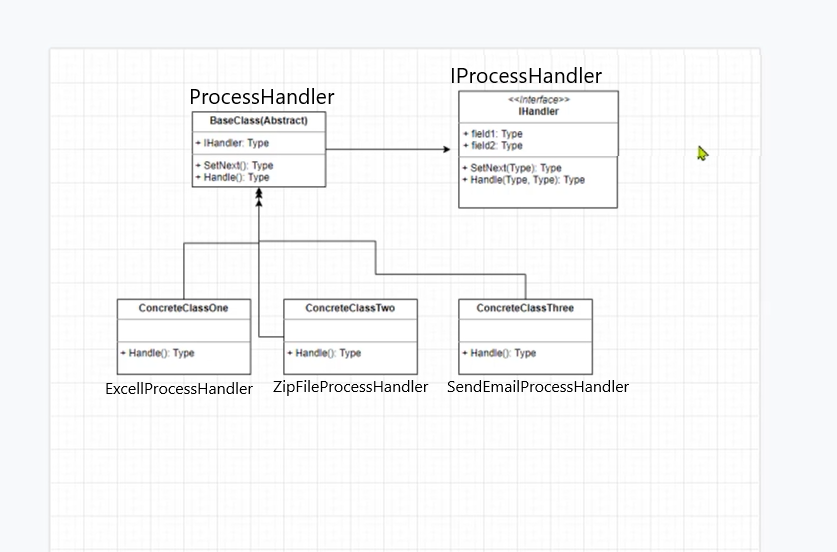 IProcessHandler
ProcessHandler
<<interface>>
IHandler
+ field1: Type
+ field2: Type
+ SetNext(Type): Type
+ Handle(Type, Type): Type
BaseClass(Abstract)
+ IHandler: Type
+ SetNext(): Type
+ Handle(): Type
ConcreteClassOne
+ Handle(): Type
ExcellProcessHandler
ConcreteClassTwo
+ Handle(): Type
ZipFileProcessHandler
ConcreteClassThree
+ Handle(): Type
SendEmailProcessHandler